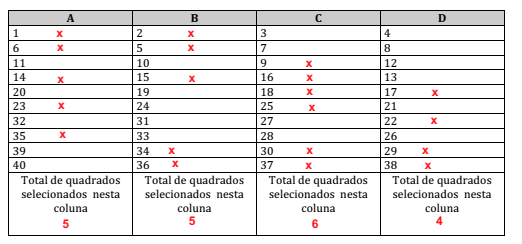 A B C D
1 x 2 x 3 4
6 x 5 x 7 8
11 10 9 x 12
14 x 15 x 16 x 13
20 19 18 x 17 x
23 x 24 25 x 21
32 31 27 22 x
35 x 33 28 26
39 34 x 30 x 29 x
40 36 x 37 x 38 x
Total de quadrados Total de quadrados Total de quadrados Total de quadrados
selecionados nesta selecionados nesta selecionados nesta selecionados nesta
coluna coluna coluna coluna
5 5 6 4